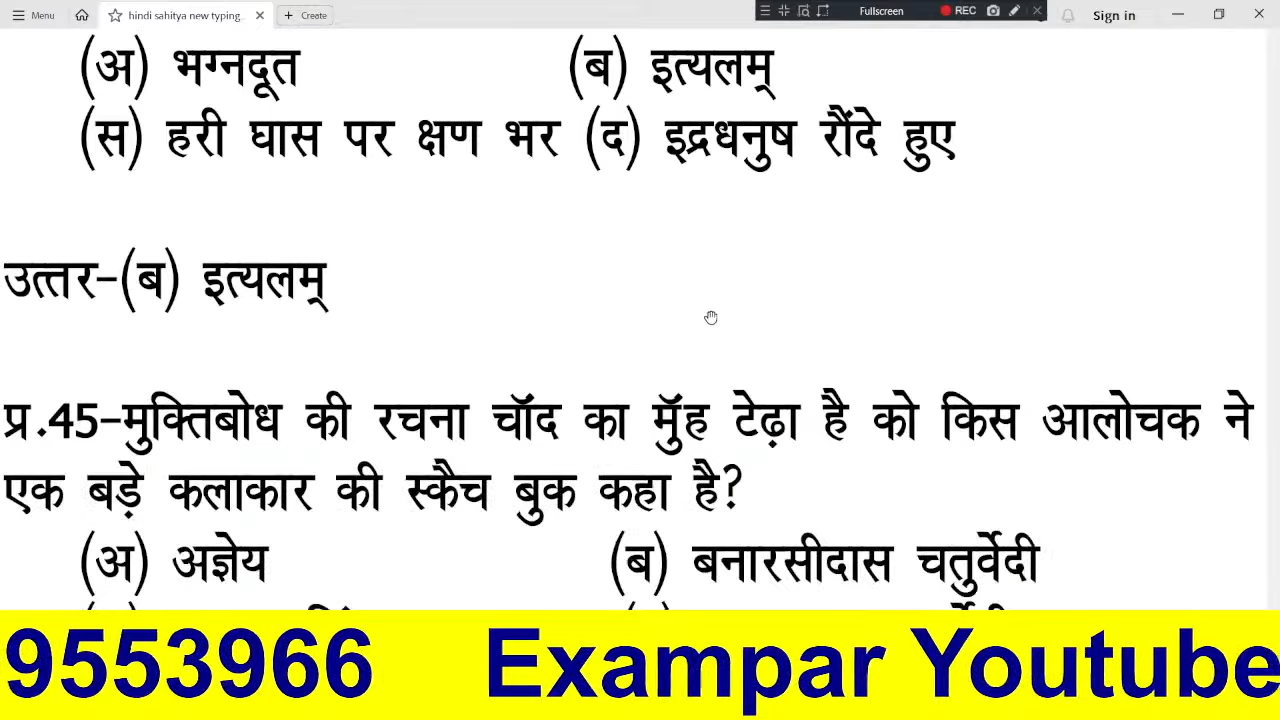 Menu hindi sahitya new typing... × + Create Fullscreen REC Sign in
(अ) भग्नदूत (ब) इत्यलम्
(स) हरी घास पर क्षण भर (द) इद्रधनुष रौंदे हुए
उत्तर-(ब) इत्यलम्
प्र.45-मुक्तिबोध की रचना चॉंद का मुॅंह टेढ़ा है को किस आलोचक ने
एक बड़े कलाकार की स्कैच बुक कहा है?
(अ) अज्ञेय (ब) बनारसीदास चतुर्वेदी
9553966 Exampar Youtube